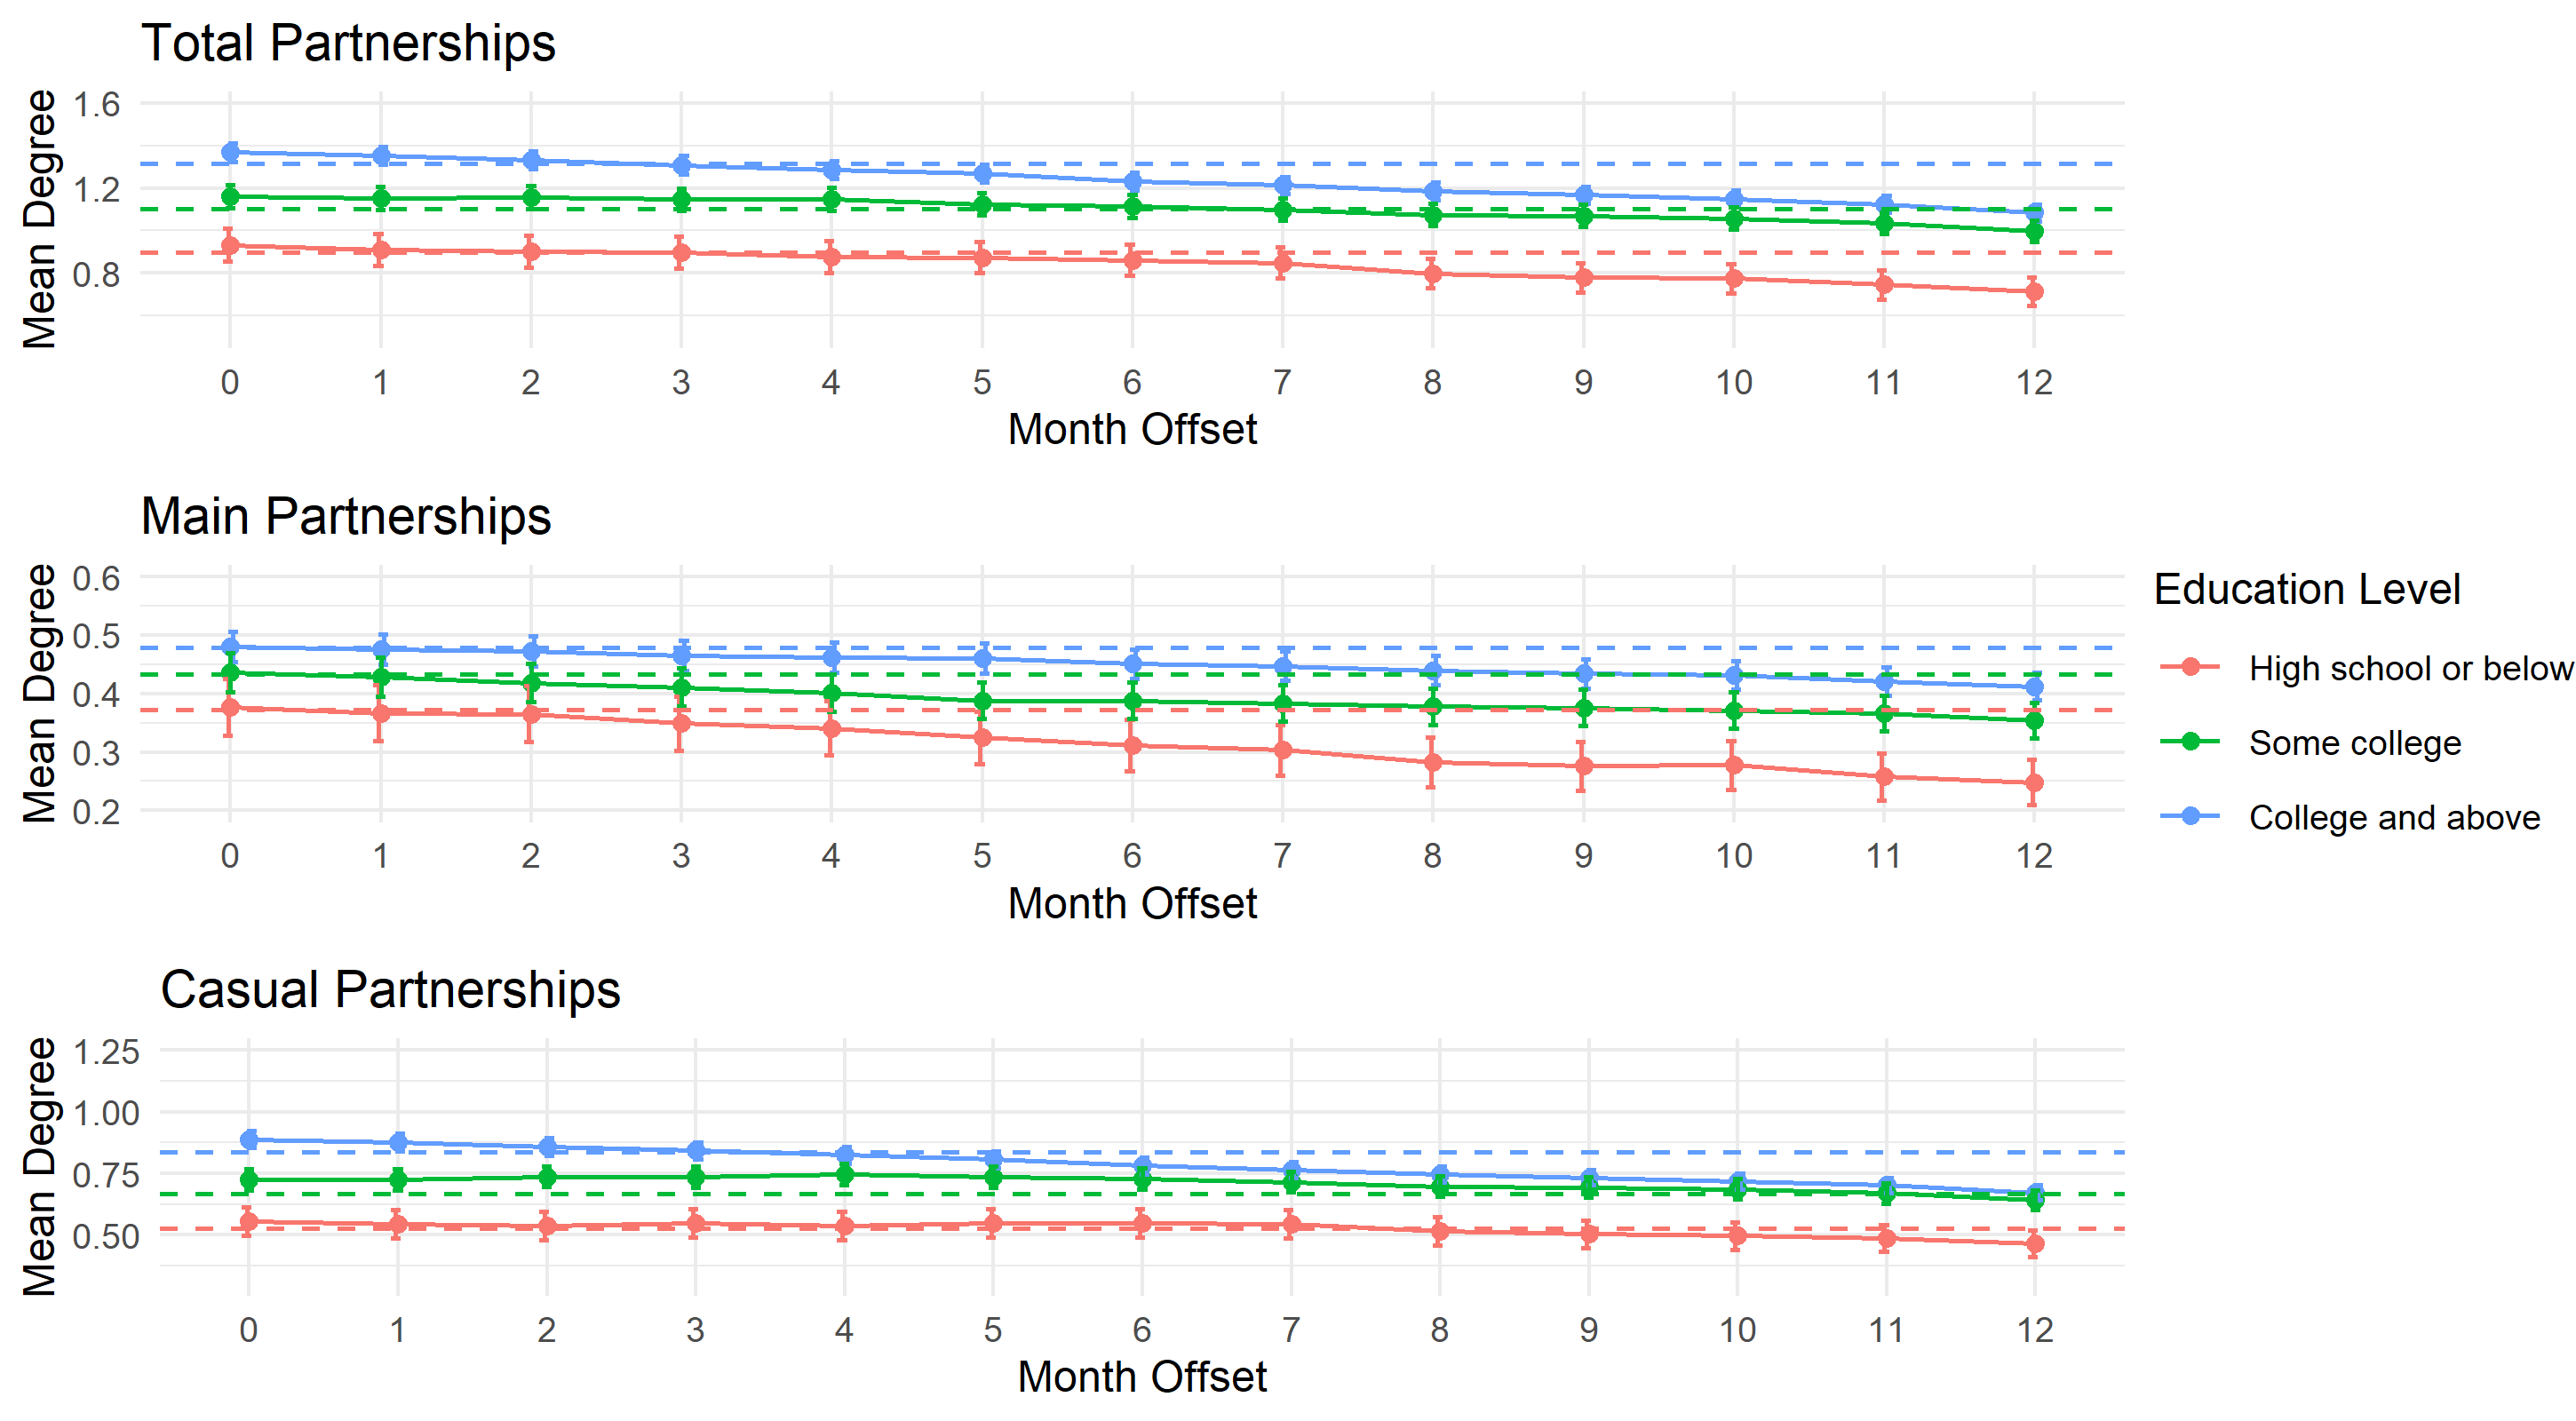 Total Partnerships
Mean Degree
1.6
1.2
0.8
0 1 2 3 4 5 6 7 8 9 10 11 12
Month Offset
Main Partnerships
Mean Degree
0.6
0.5
0.4
0.3
0.2
0 1 2 3 4 5 6 7 8 9 10 11 12
Month Offset
Education Level
High school or below
Some college
College and above
Casual Partnerships
Mean Degree
1.25
1.00
0.75
0.50
0 1 2 3 4 5 6 7 8 9 10 11 12
Month Offset